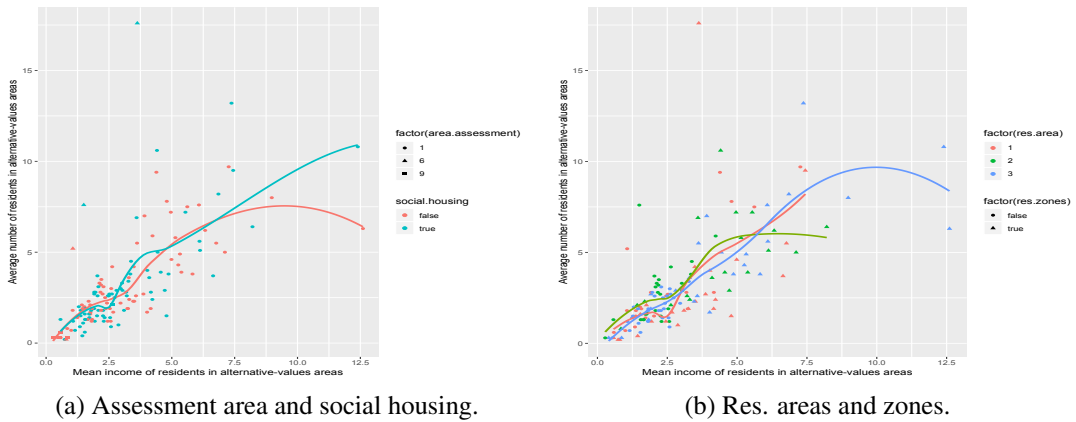 Average number of residents in alternative-values areas
15
10
5
0
0.0 2.5 5.0 7.5 10.0 12.5
Mean income of residents in alternative-values areas
factor(area.assessment)
1
6
9
social.housing
false
true
(a) Assessment area and social housing.
Average number of residents in alternative-values areas
15
10
5
0
0.0 2.5 5.0 7.5 10.0 12.5
Mean income of residents in alternative-values areas
factor(res.area)
1
2
3
factor(res.zones)
false
true
(b) Res. areas and zones.